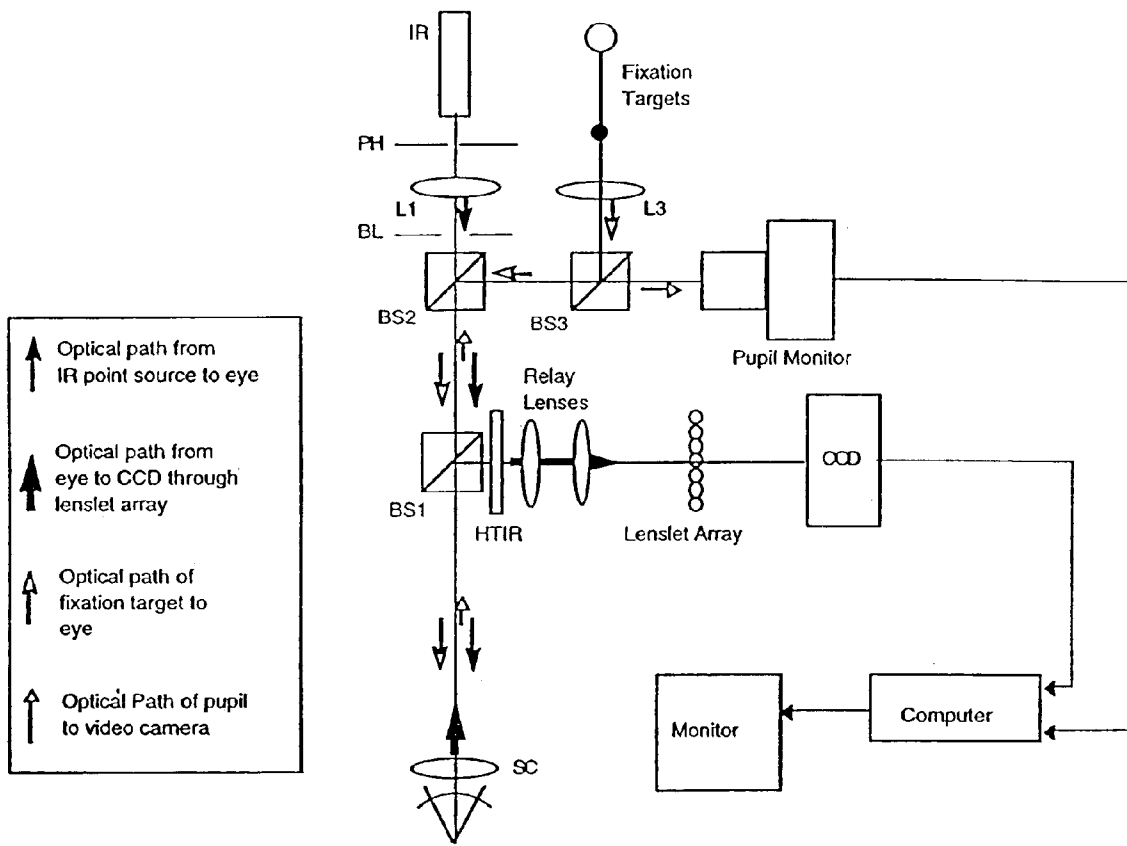 IR
Fixation
Targets
PH
L1
L3
BL
BS2
BS3
Pupil Monitor
Optical path from
IR point source to eye
Optical path from
eye to CCD through
lenslet array
Optical path of
fixation target to
eye
Optical Path of pupil
to video camera
Relay
Lenses
CCD
BS1
HTIR
Lenslet Array
Monitor
Computer
SC